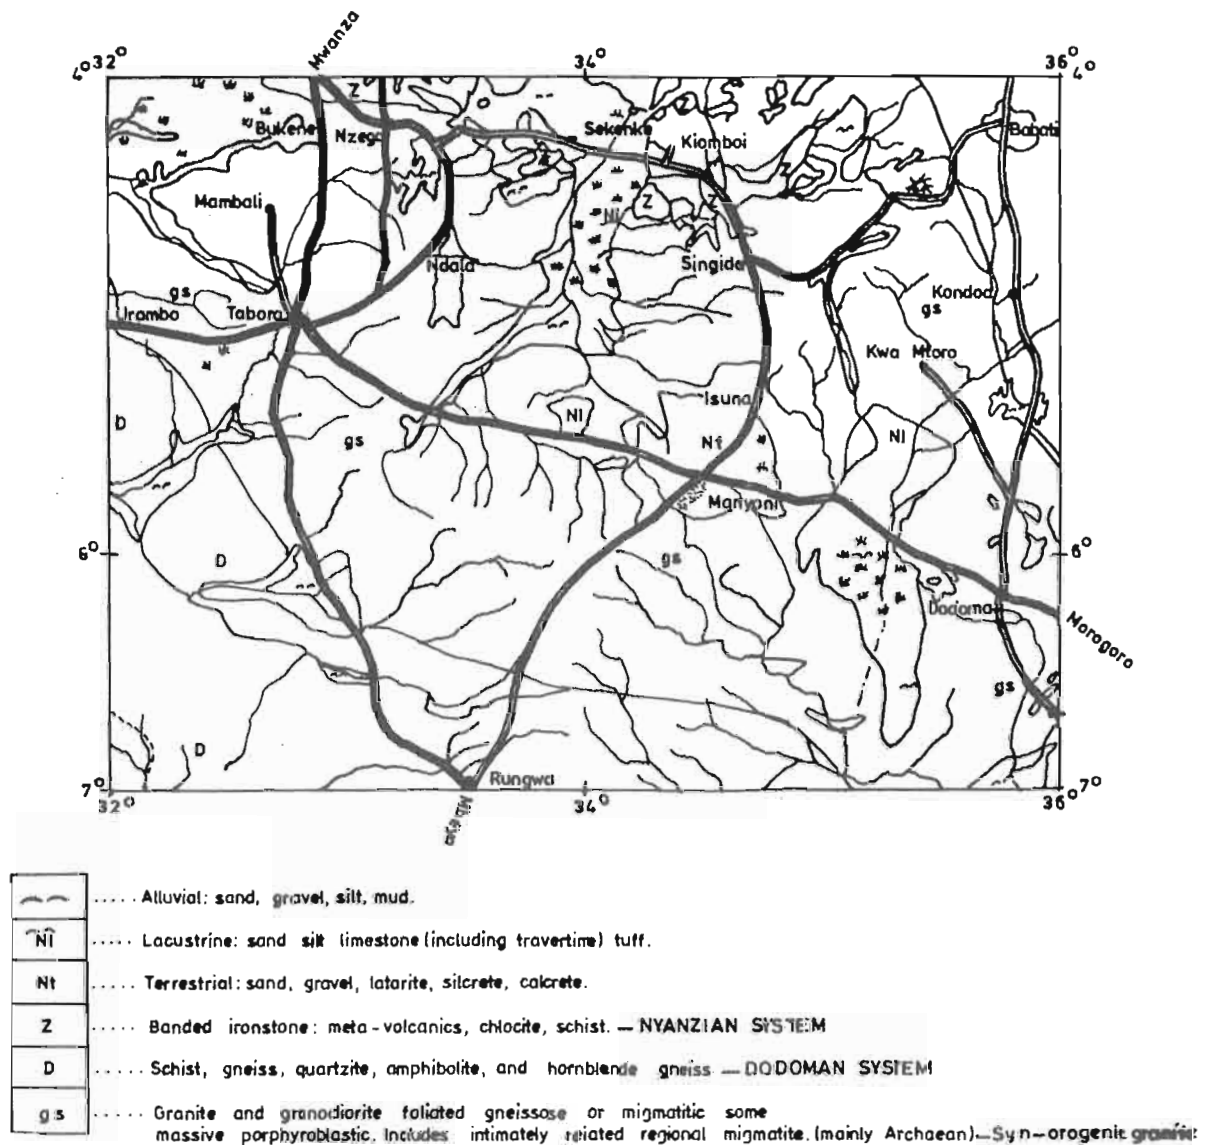 Mwanza
4° 32° 34° 36° 4°
Z
Z
Bukene Nzega Sekenke Kiomboi Babati
Z
Mambali Nl Z Z
Ndala Singida
gs Kondoa
Urambo Tabora gs
Kwa Mtoro
Isuna
D Nl
gs Nt Nl
Manyoni
6° D gs 6°
Dodoma
Morogoro
gs
D
Rungwa
7° 7°
32° 34° 36°
Mbeya
..... Alluvial: sand, gravel, silt, mud.
Nl ..... Lacustrine: sand silt limestone (including travertine) tuff.
Nt ..... Terrestrial: sand, gravel, latarite, silcrete, calcrete.
Z ..... Banded ironstone: meta-volcanics, chlocite, schist. — NYANZIAN SYSTEM
D ..... Schist, gneiss, quartzite, amphibolite, and hornblende gneiss — DODOMAN SYSTEM
gs ..... Granite and granodiorite foliated gneissose or migmatitic some
massive porphyroblastic. Includes intimately related regional migmatite. (mainly Archaean)—Syn-orogenic granitic